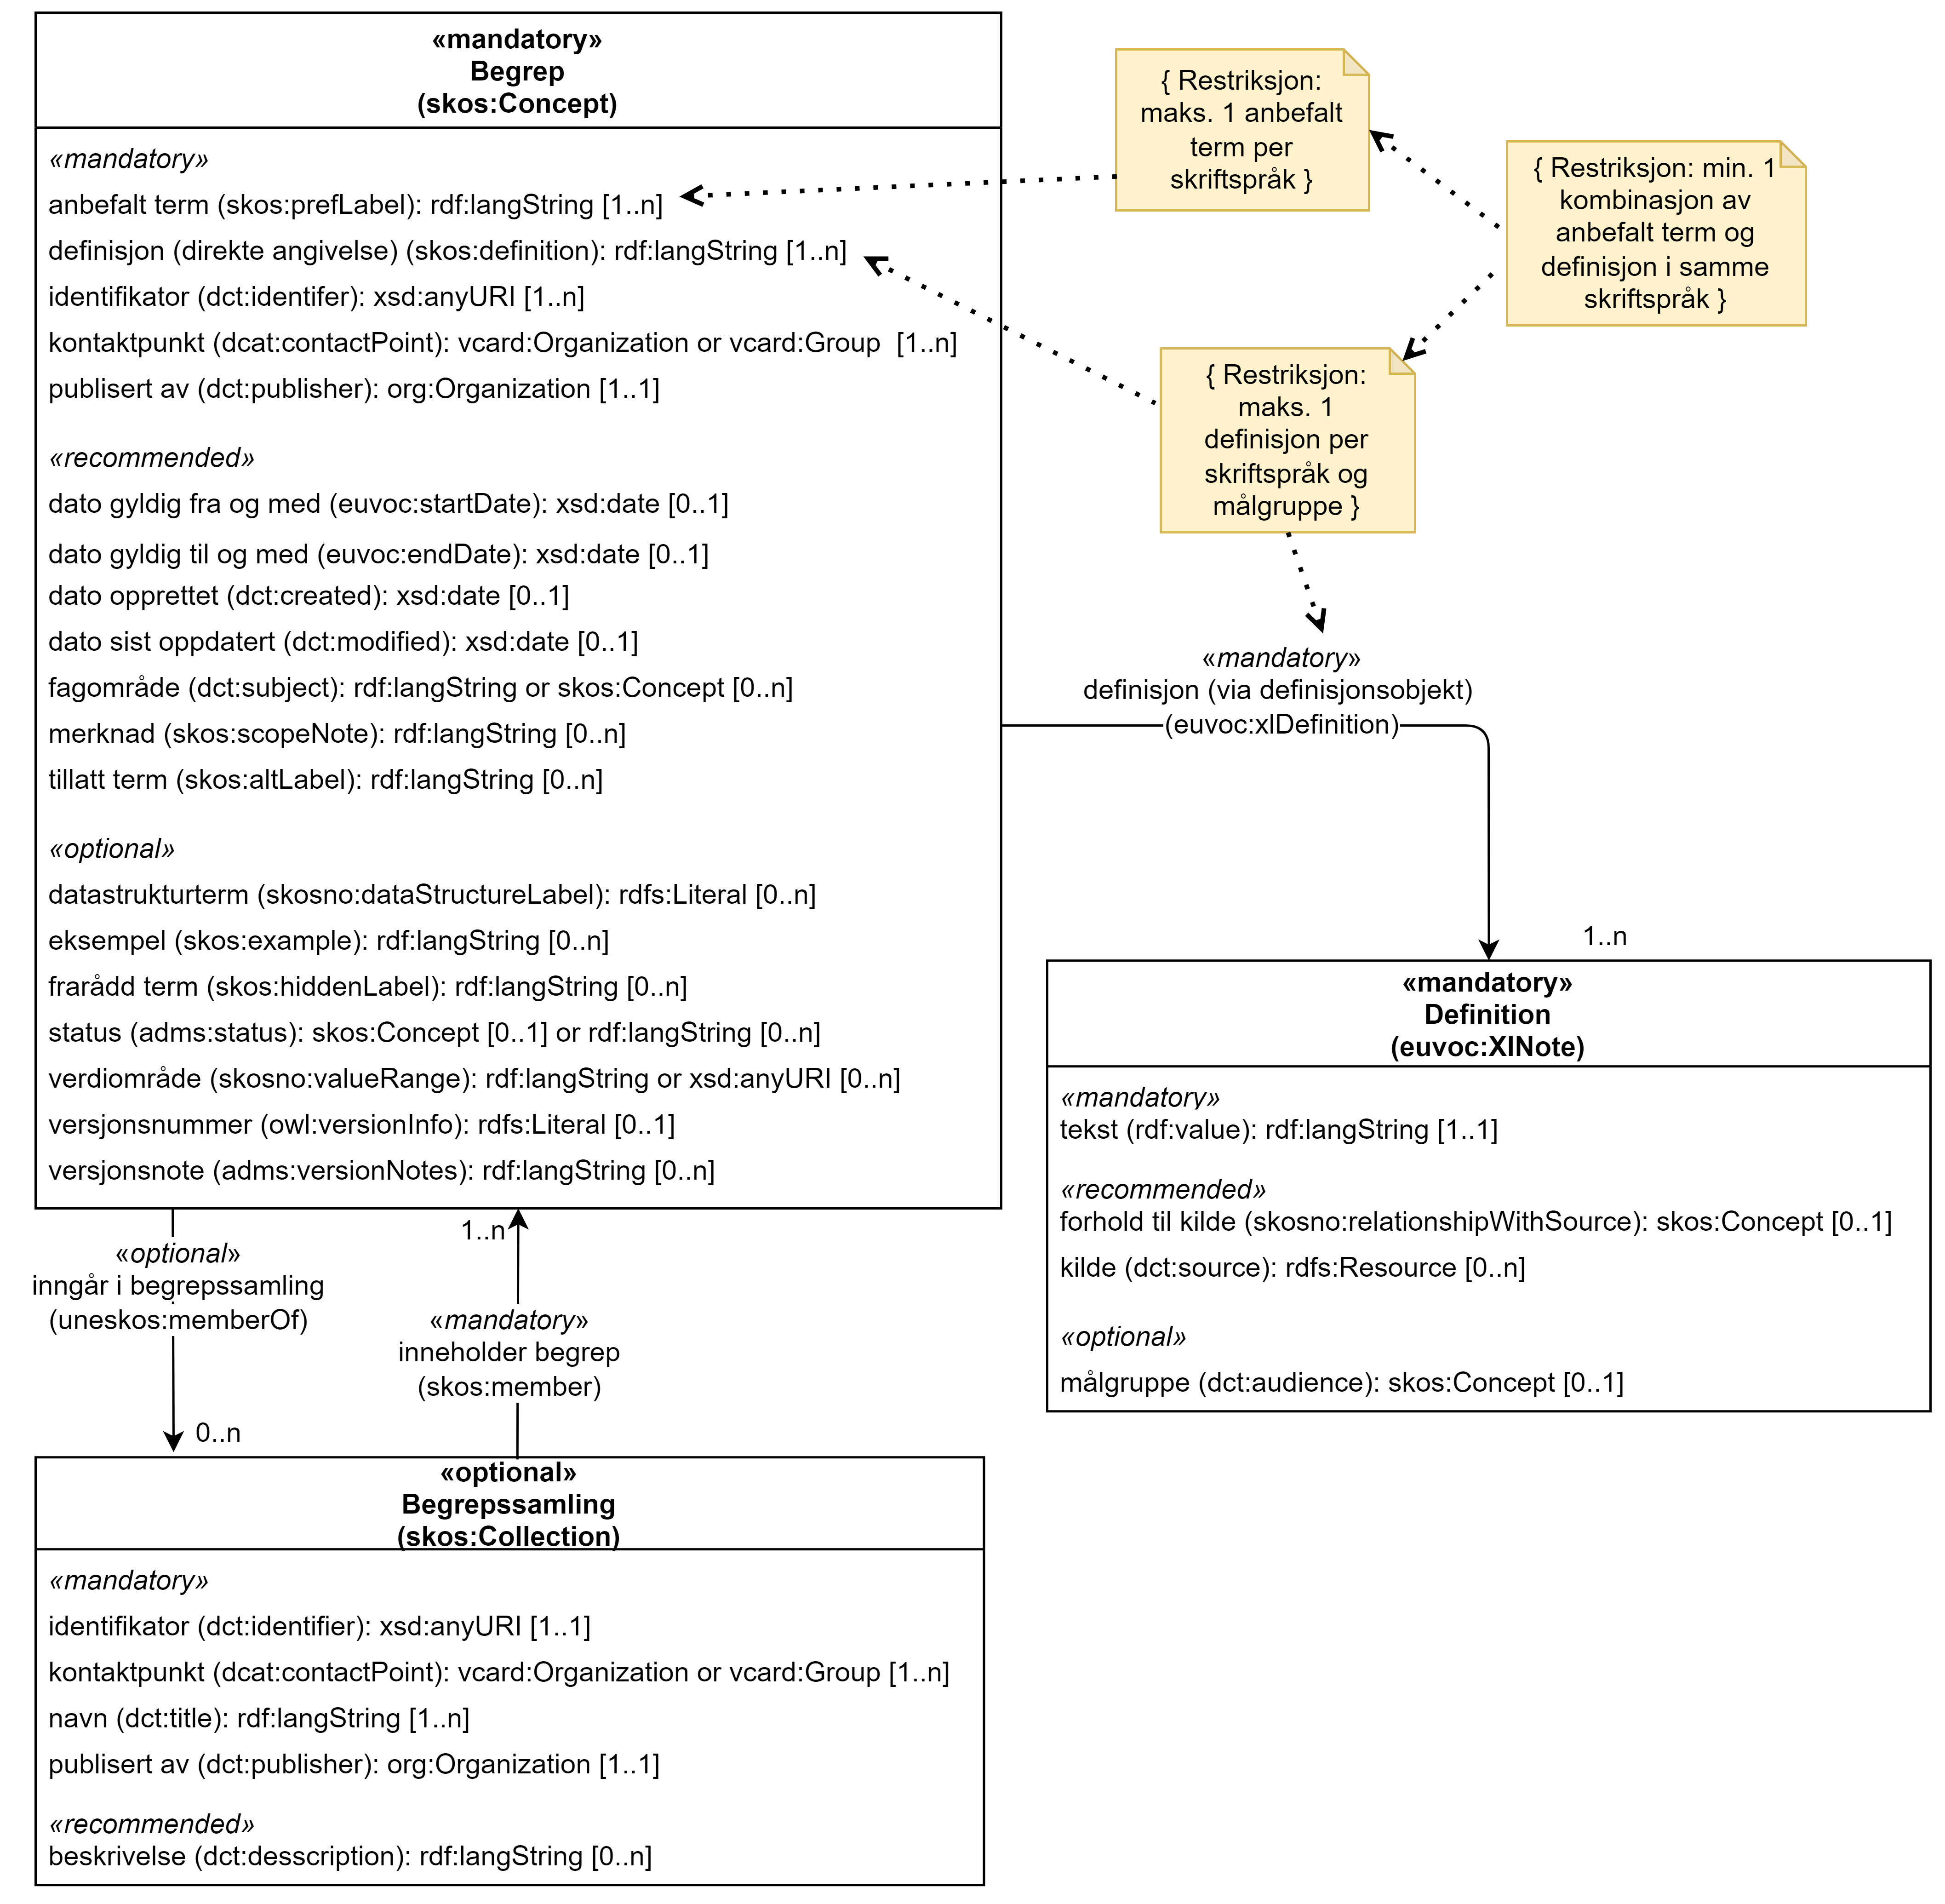 «mandatory»
Begrep
(skos:Concept)
«mandatory»
anbefalt term (skos:prefLabel): rdf:langString [1..n]
definisjon (direkte angivelse) (skos:definition): rdf:langString [1..n]
identifikator (dct:identifer): xsd:anyURI [1..n]
kontaktpunkt (dcat:contactPoint): vcard:Organization or vcard:Group [1..n]
publisert av (dct:publisher): org:Organization [1..1]
«recommended»
dato gyldig fra og med (euvoc:startDate): xsd:date [0..1]
dato gyldig til og med (euvoc:endDate): xsd:date [0..1]
dato opprettet (dct:created): xsd:date [0..1]
dato sist oppdatert (dct:modified): xsd:date [0..1]
fagområde (dct:subject): rdf:langString or skos:Concept [0..n]
merknad (skos:scopeNote): rdf:langString [0..n]
tillatt term (skos:altLabel): rdf:langString [0..n]
«optional»
datastrukturterm (skosno:dataStructureLabel): rdfs:Literal [0..n]
eksempel (skos:example): rdf:langString [0..n]
frarådd term (skos:hiddenLabel): rdf:langString [0..n]
status (adms:status): skos:Concept [0..1] or rdf:langString [0..n]
verdiområde (skosno:valueRange): rdf:langString or xsd:anyURI [0..n]
versjonsnummer (owl:versionInfo): rdfs:Literal [0..1]
versjonsnote (adms:versionNotes): rdf:langString [0..n]
{ Restriksjon:
maks. 1 anbefalt
term per
skriftspråk }
{ Restriksjon: min. 1
kombinasjon av
anbefalt term og
definisjon i samme
skriftspråk }
{ Restriksjon:
maks. 1
definisjon per
skriftspråk og
målgruppe }
«mandatory»
definisjon (via definisjonsobjekt)
(euvoc:xlDefinition)
1..n
«mandatory»
Definition
(euvoc:XlNote)
«mandatory»
tekst (rdf:value): rdf:langString [1..1]
«recommended»
forhold til kilde (skosno:relationshipWithSource): skos:Concept [0..1]
kilde (dct:source): rdfs:Resource [0..n]
«optional»
målgruppe (dct:audience): skos:Concept [0..1]
«optional»
inngår i begrepssamling
(uneskos:memberOf)
0..n
1..n
«mandatory»
inneholder begrep
(skos:member)
«optional»
Begrepssamling
(skos:Collection)
«mandatory»
identifikator (dct:identifier): xsd:anyURI [1..1]
kontaktpunkt (dcat:contactPoint): vcard:Organization or vcard:Group [1..n]
navn (dct:title): rdf:langString [1..n]
publisert av (dct:publisher): org:Organization [1..1]
«recommended»
beskrivelse (dct:desscription): rdf:langString [0..n]